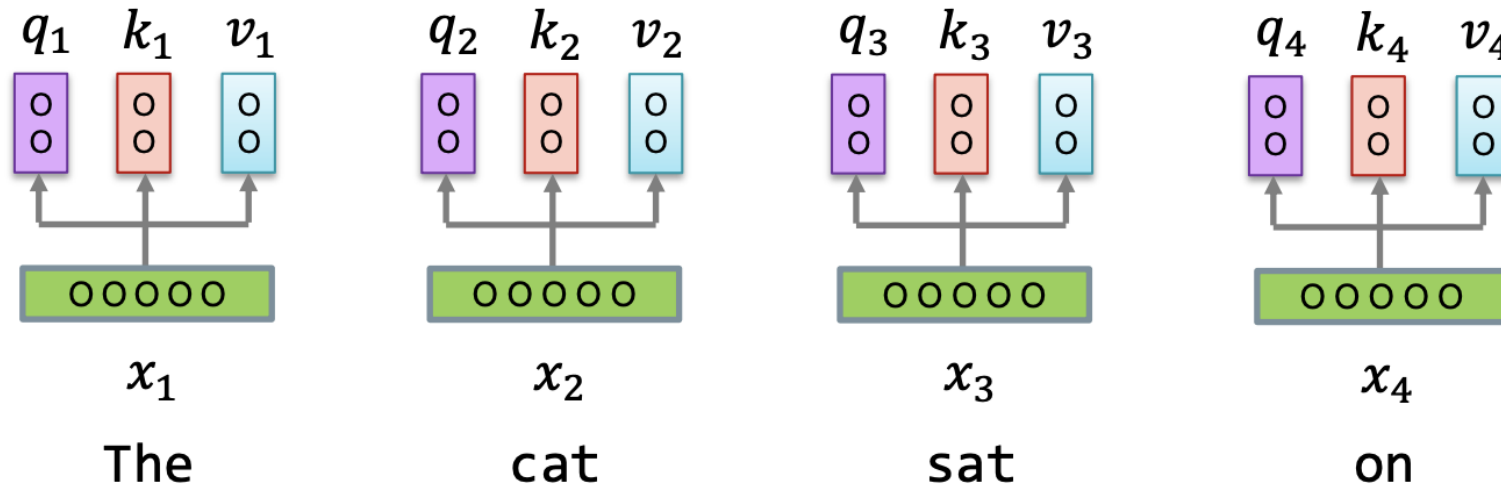 q₁ k₁ v₁ q₂ k₂ v₂ q₃ k₃ v₃ q₄ k₄ v₄
O O O O O O O O O O O O
O O O O O O O O O O O O
O O O O O O O O O O O O O O O O O O O O
x₁ x₂ x₃ x₄
The cat sat on